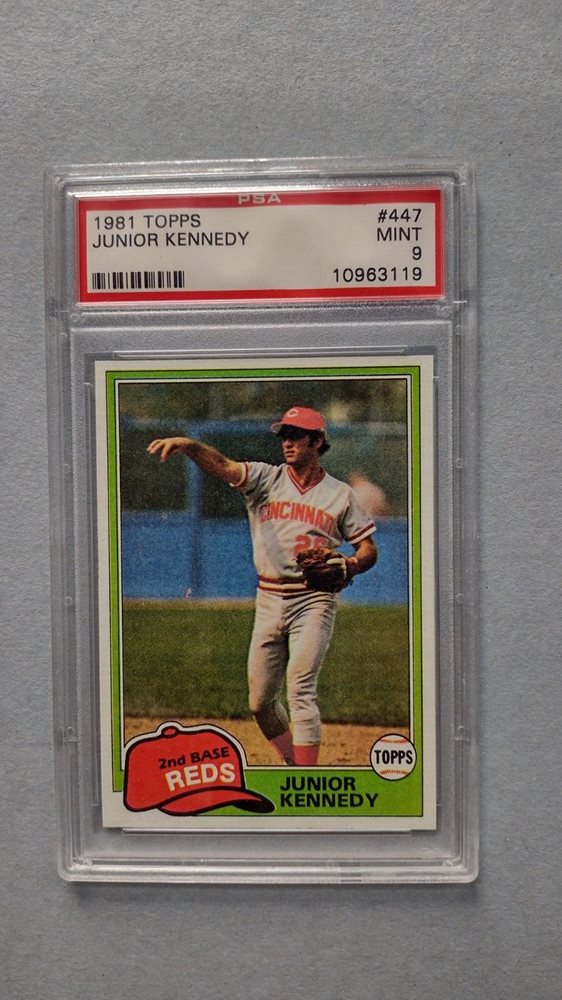 PSA
1981 TOPPS #447
JUNIOR KENNEDY MINT
9
10963119
C
CINCINNATI
2nd BASE
REDS
TOPPS
JUNIOR
KENNEDY